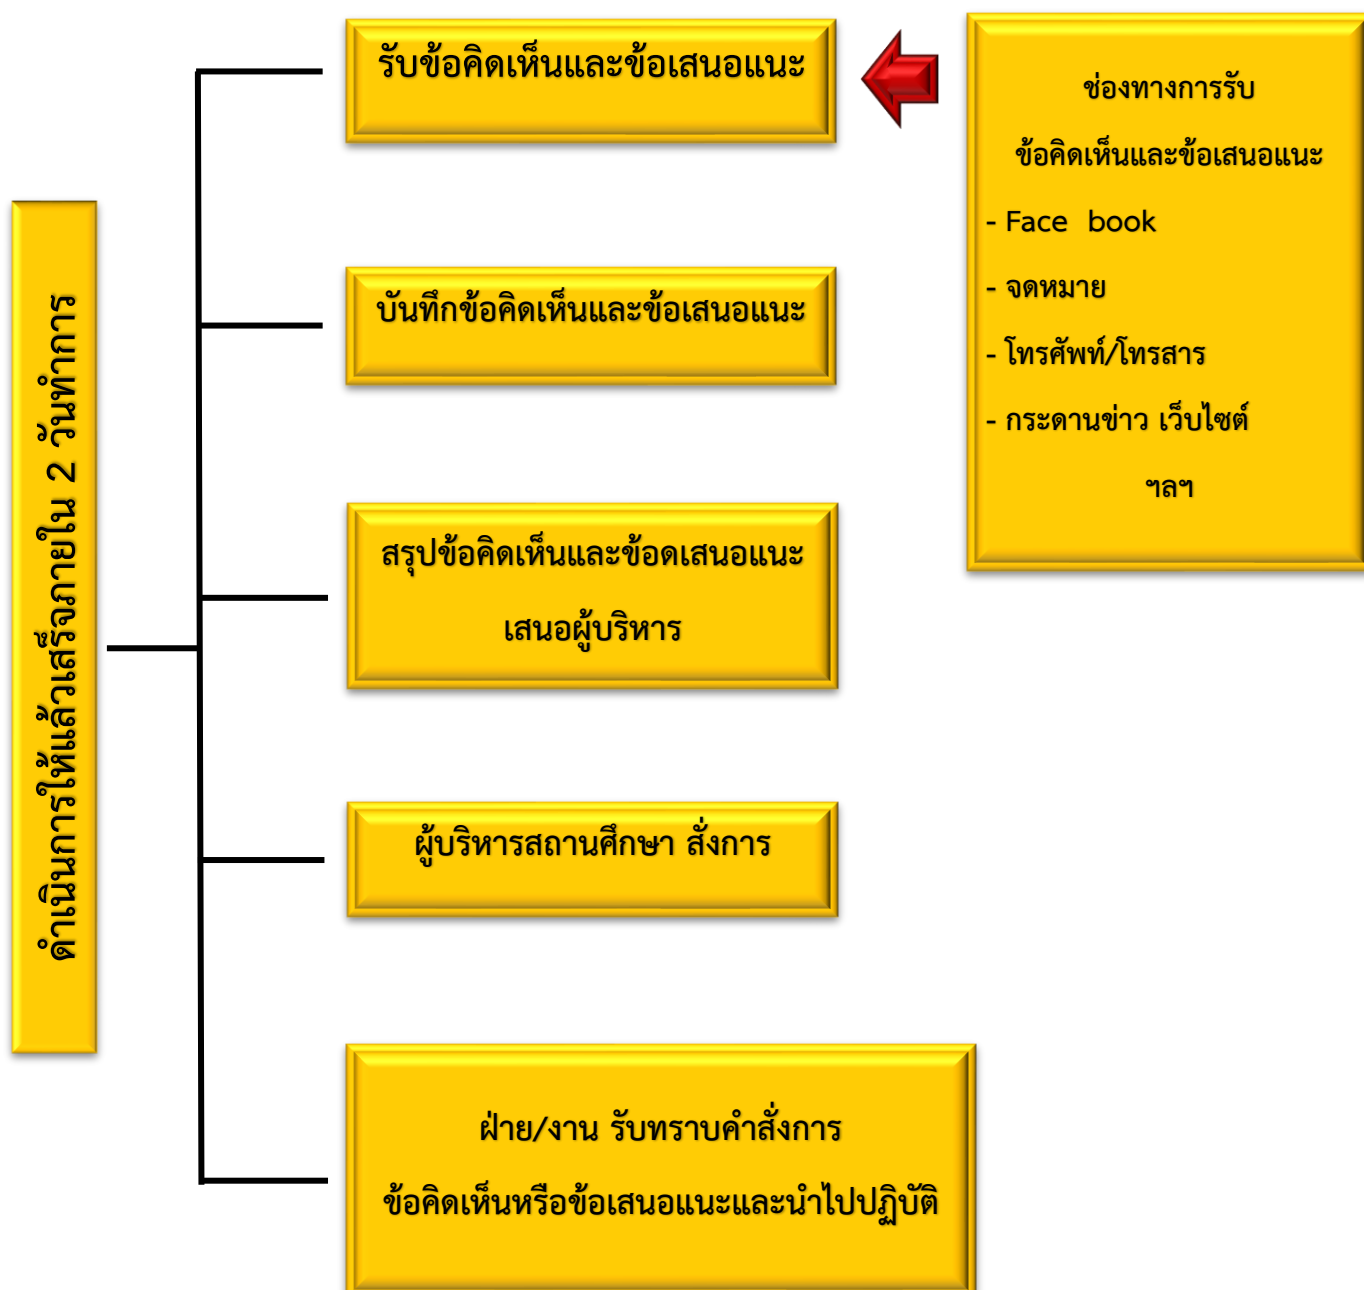 รับข้อคิดเห็นและข้อเสนอแนะ
ช่องทางการรับ
ข้อคิดเห็นและข้อเสนอแนะ
- Face book
- จดหมาย
- โทรศัพท์/โทรสาร
- กระดานข่าว เว็บไซต์
ฯลฯ
ดำเนินการให้แล้วเสร็จภายใน 2 วันทำการ
บันทึกข้อคิดเห็นและข้อเสนอแนะ
สรุปข้อคิดเห็นและข้อดเสนอแนะ
เสนอผู้บริหาร
ผู้บริหารสถานศึกษา สั่งการ
ฝ่าย/งาน รับทราบคำสั่งการ
ข้อคิดเห็นหรือข้อเสนอแนะและนำไปปฏิบัติ